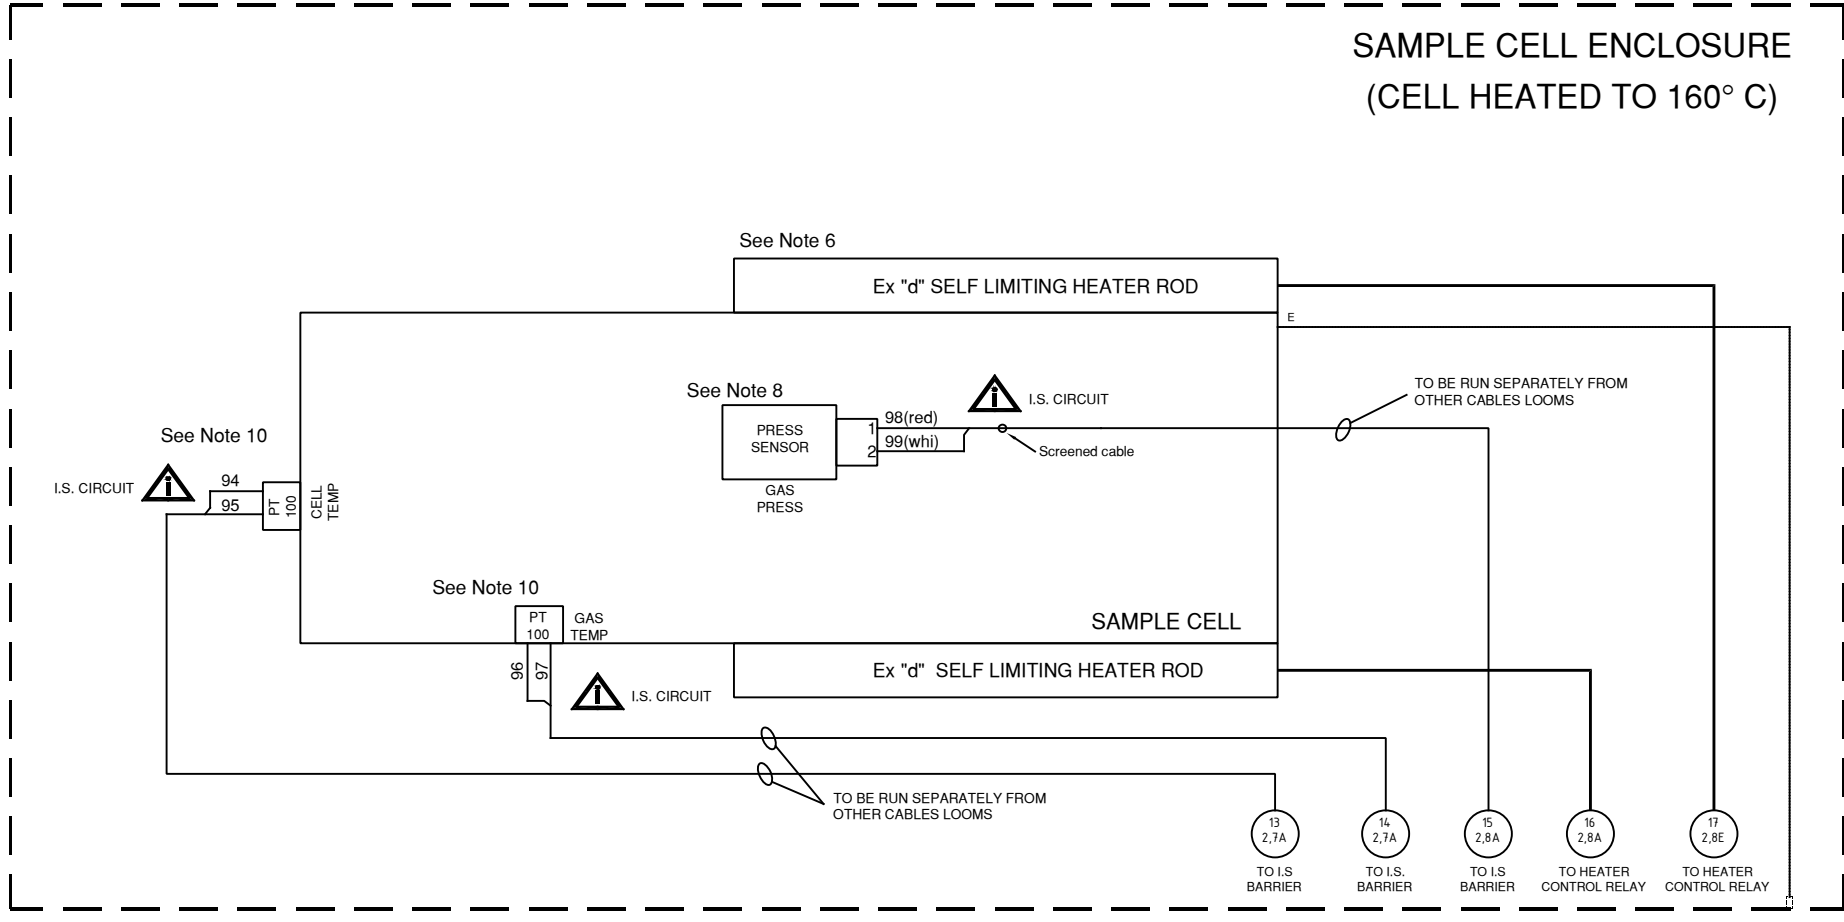 SAMPLE CELL ENCLOSURE
(CELL HEATED TO 160° C)
See Note 6
Ex "d" SELF LIMITING HEATER ROD
E
See Note 8
PRESS
SENSOR
1
2
98(red)
99(whi)
GAS
PRESS
i
I.S. CIRCUIT
Screened cable
TO BE RUN SEPARATELY FROM
OTHER CABLES LOOMS
See Note 10
I.S. CIRCUIT
i
94
95
PT
100
CELL
TEMP
See Note 10
PT
100
GAS
TEMP
96
97
i
I.S. CIRCUIT
SAMPLE CELL
Ex "d" SELF LIMITING HEATER ROD
TO BE RUN SEPARATELY FROM
OTHER CABLES LOOMS
13
2,7A
TO I.S
BARRIER
14
2,7A
TO I.S.
BARRIER
15
2,8A
TO I.S
BARRIER
16
2,8A
TO HEATER
CONTROL RELAY
17
2,8E
TO HEATER
CONTROL RELAY